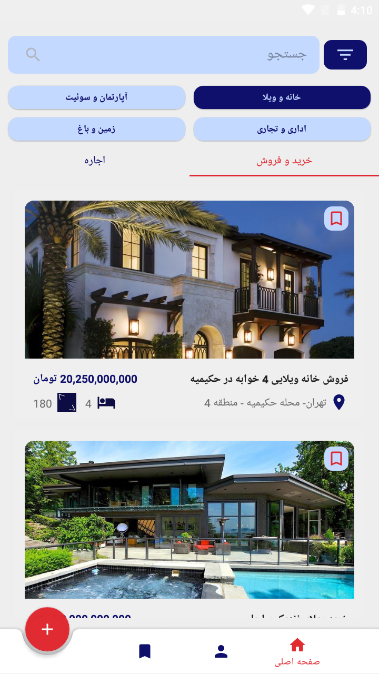 4:10
جستجو
خانه و ویلا
آپارتمان و سوئیت
اداری و تجاری
زمین و باغ
خرید و فروش
اجاره
فروش خانه ویلایی 4 خوابه در حکیمیه
20,250,000,000 تومان
تهران- محله حکیمیه - منطقه 4
4
180
صفحه اصلی